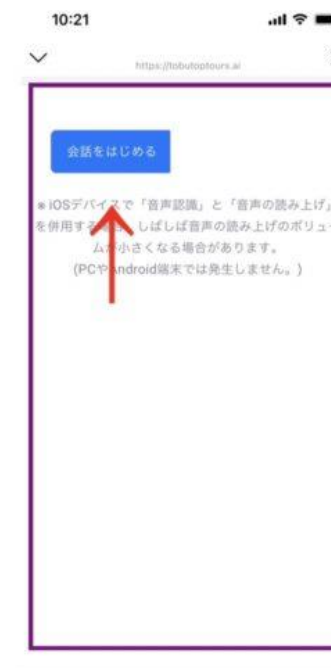 10:21
https://tobutoptours.ai
会話をはじめる
※iOSデバイスで「音声認識」と「音声の読み上げ」
を併用する場合、しばしば音声の読み上げのボリュー
ムが小さくなる場合があります。
(PCやAndroid端末では発生しません。)